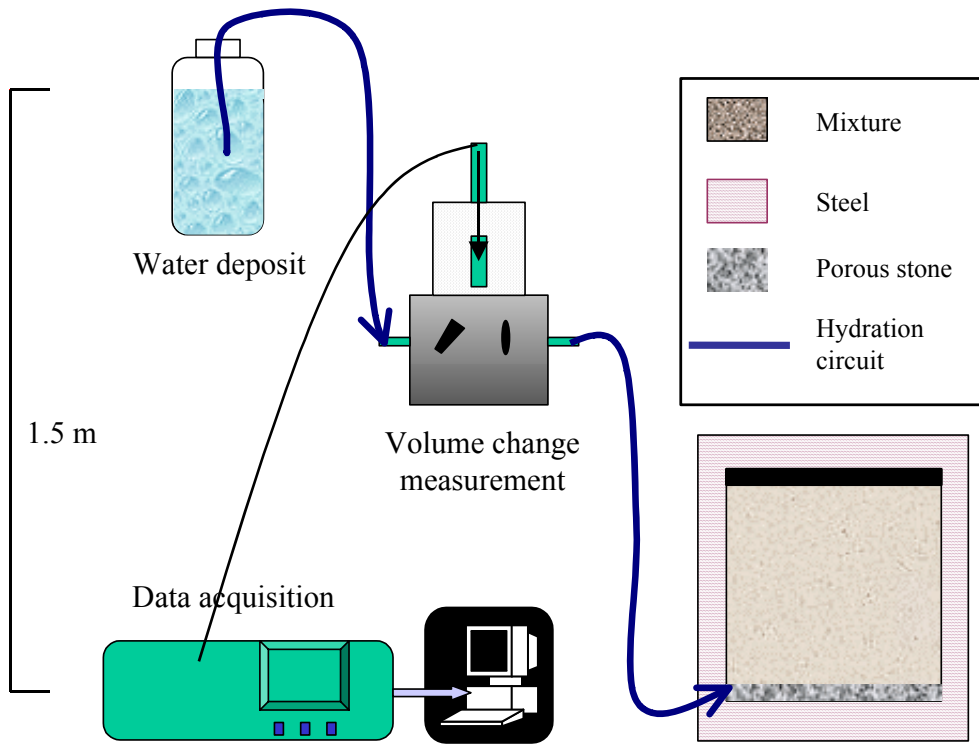 Water deposit
1.5 m
Volume change
measurement
Data acquisition
Mixture
Steel
Porous stone
Hydration
circuit